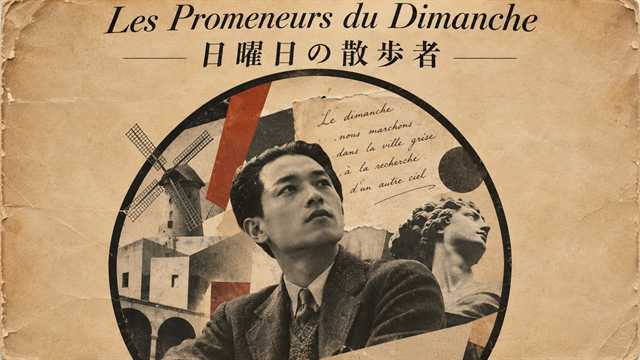 Les Promeneurs du Dimanche
日曜日の散歩者
Le dimanche
nous marchons
dans la ville grise
à la recherche
d'un autre ciel